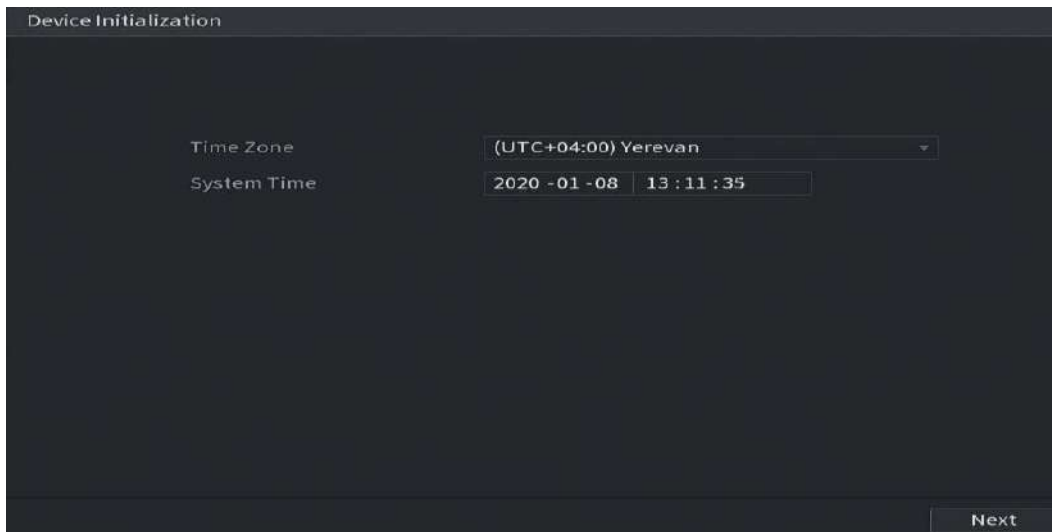 Device Initialization
Time Zone (UTC+04:00) Yerevan
System Time 2020 -01 -08 13 : 11 : 35
Next